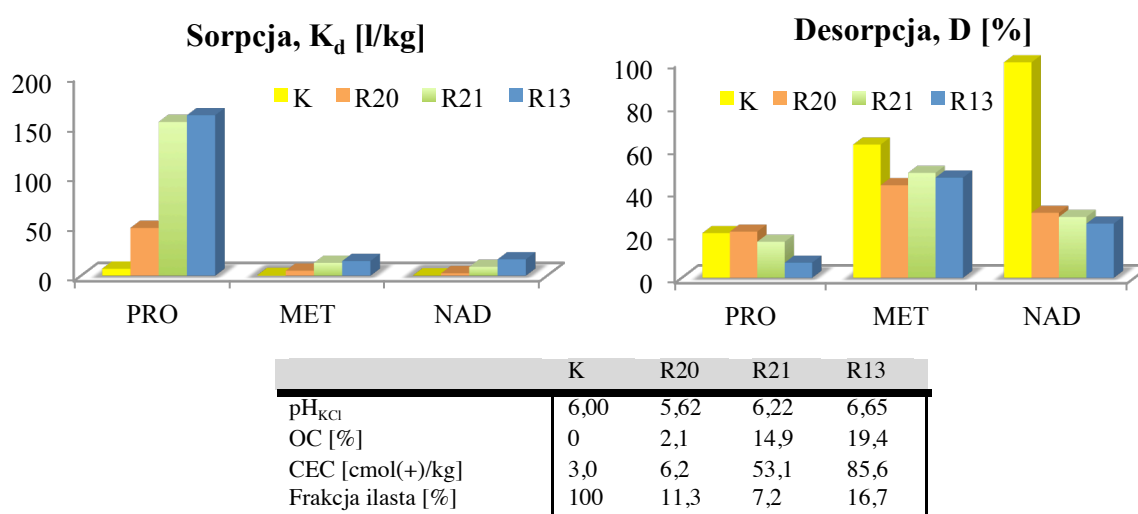 Sorpcja, Kd [l/kg]
200
150
100
50
0
K R20 R21 R13
PRO MET NAD
Desorpcja, D [%]
100
80
60
40
20
0
K R20 R21 R13
PRO MET NAD
K R20 R21 R13
pHKCl 6,00 5,62 6,22 6,65
OC [%] 0 2,1 14,9 19,4
CEC [cmol(+)/kg] 3,0 6,2 53,1 85,6
Frakcja ilasta [%] 100 11,3 7,2 16,7